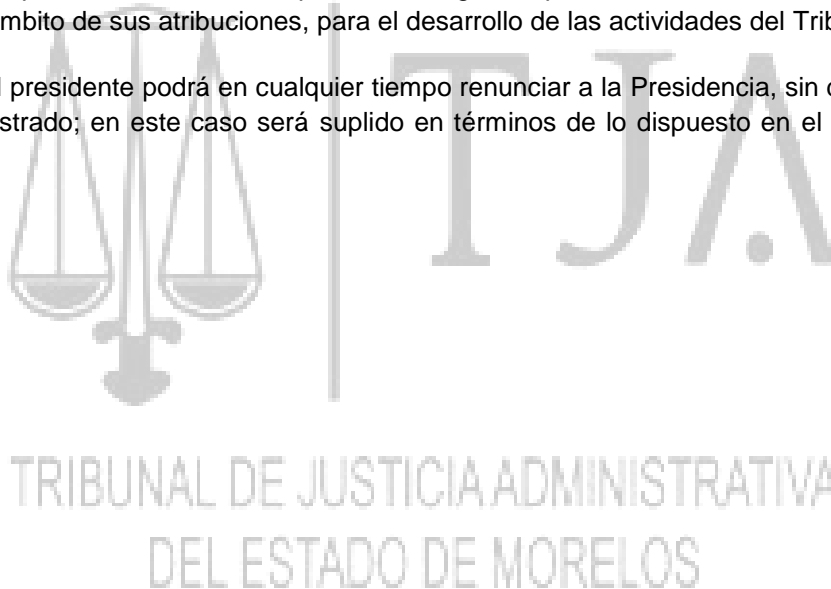 mbito de sus atribuciones, para el desarrollo de las actividades del Trib
presidente podrá en cualquier tiempo renunciar a la Presidencia, sin
strado; en este caso será suplido en términos de lo dispuesto en el
TJA.
TRIBUNAL DE JUSTICIA ADMINISTRATIVA
DEL ESTADO DE MORELOS